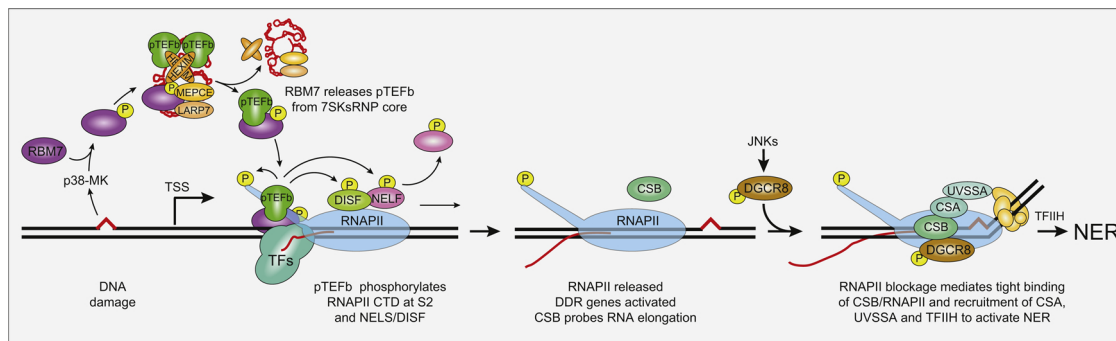 pTEFb pTEFb
HEXIM
HEXIM
P
MEPCE
LARP7
RBM7 releases pTEFb
from 7SKsRNP core
pTEFb
P
P
RBM7
p38-MK
P
TSS
P
pTEFb
P
P
DISF
NELF
P
RNAPII
TFs
DNA
damage
pTEFb phosphorylates
RNAPII CTD at S2
and NELS/DISF
P
CSB
RNAPII
JNKs
P
DGCR8
RNAPII released
DDR genes activated
CSB probes RNA elongation
P
UVSSA
CSA
CSB
DGCR8
P
TFIIH
NER
RNAPII blockage mediates tight binding
of CSB/RNAPII and recruitment of CSA,
UVSSA and TFIIH to activate NER